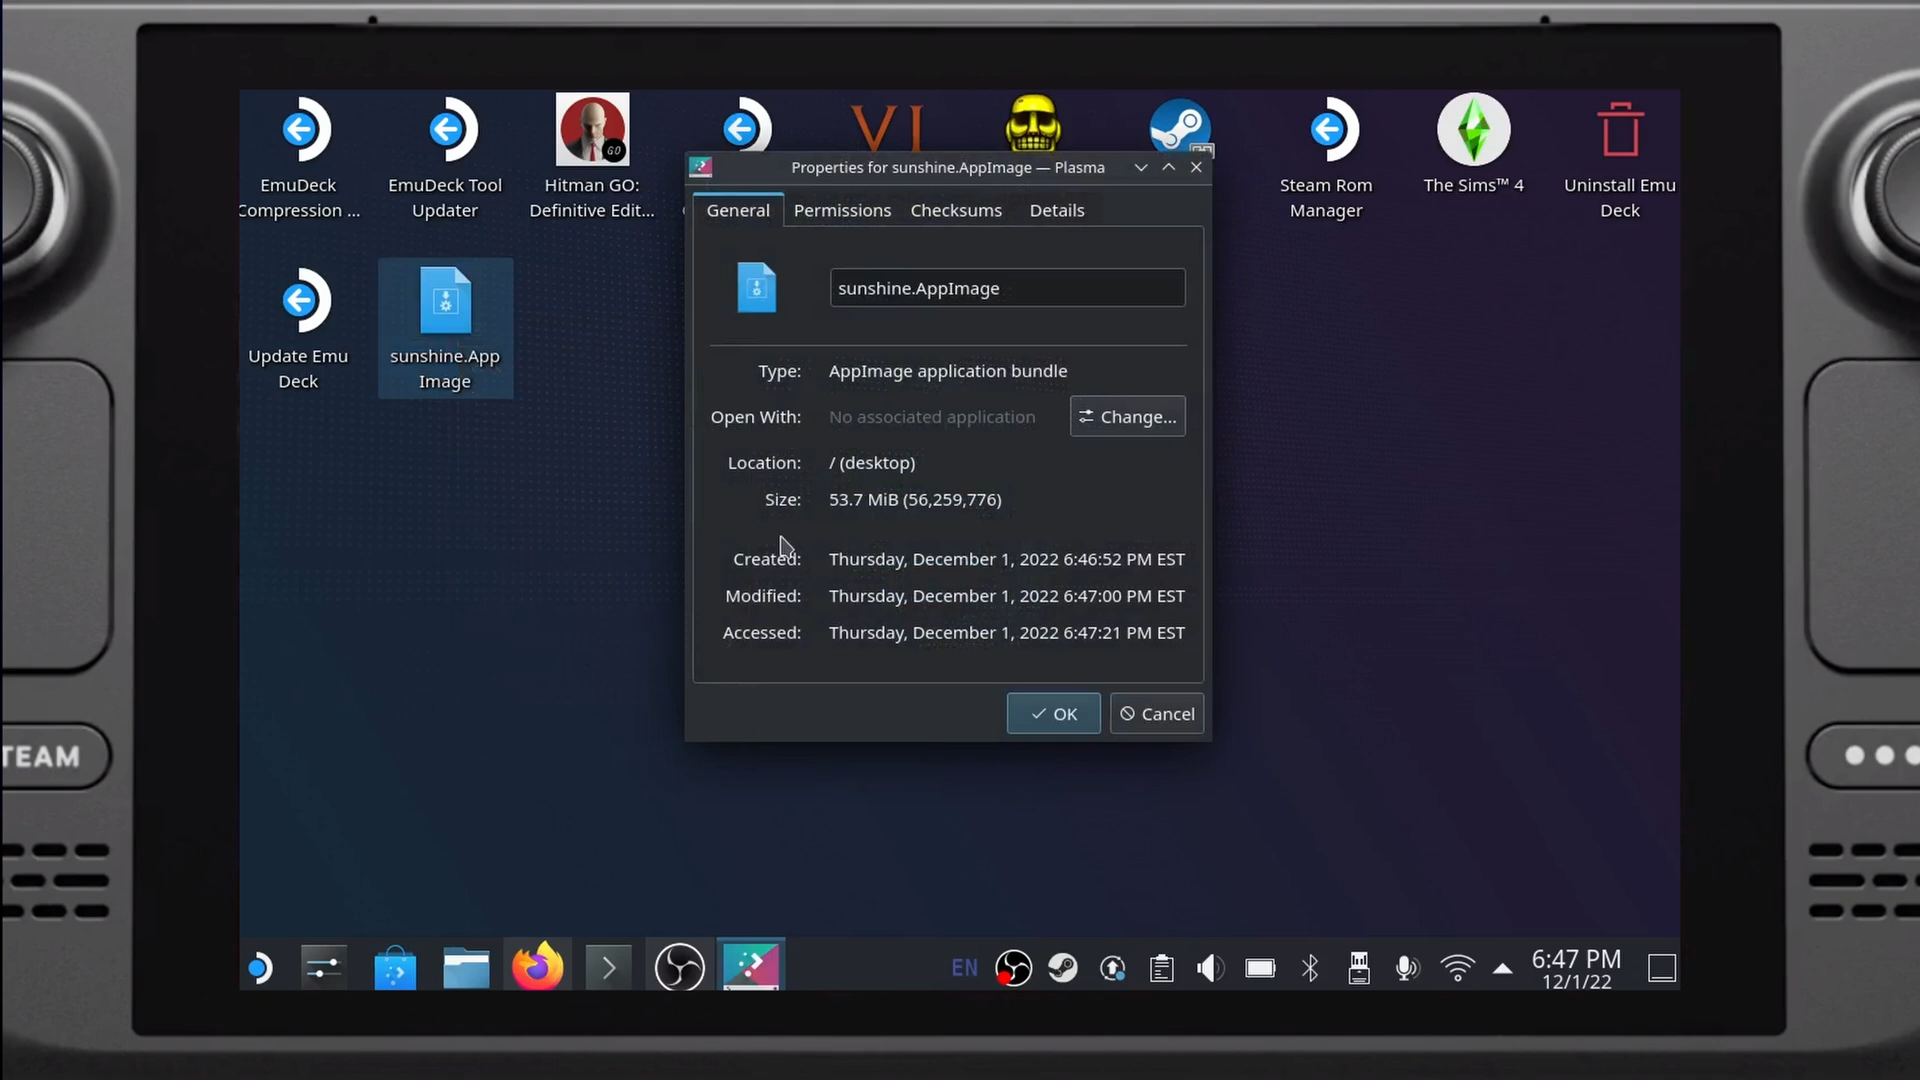 EmuDeck
Compression ...
EmuDeck Tool
Updater
GO
Hitman GO:
Definitive Edit...
VI
Steam Rom
Manager
The Sims™ 4
Uninstall Emu
Deck
Update Emu
Deck
sunshine.App
Image
Properties for sunshine.AppImage — Plasma
General
Permissions
Checksums
Details
sunshine.AppImage
Type: AppImage application bundle
Open With: No associated application
Change...
Location: / (desktop)
Size: 53.7 MiB (56,259,776)
Created: Thursday, December 1, 2022 6:46:52 PM EST
Modified: Thursday, December 1, 2022 6:47:00 PM EST
Accessed: Thursday, December 1, 2022 6:47:21 PM EST
OK
Cancel
TEAM
EN
6:47 PM
12/1/22